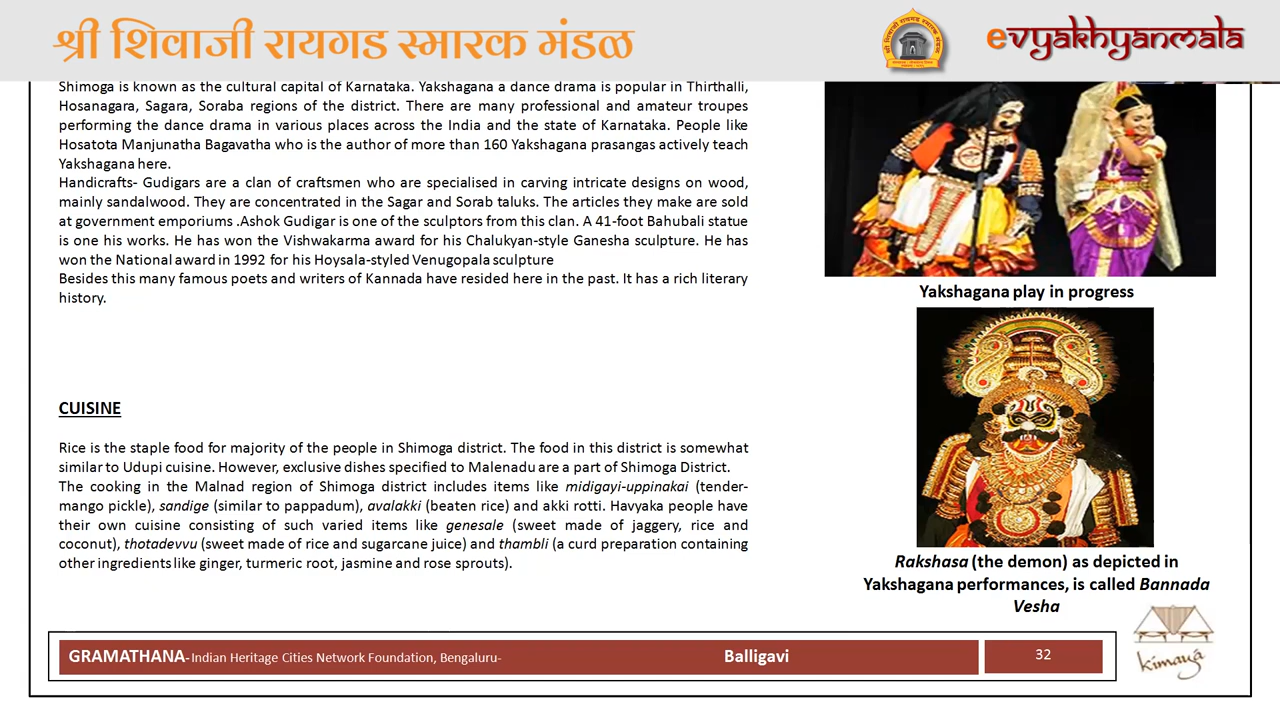 श्री शिवाजी रायगड स्मारक मंडळ
evyakhyanmala
Shimoga is known as the cultural capital of Karnataka. Yakshagana a dance drama is popular in Thirthalli,
Hosanagara, Sagara, Soraba regions of the district. There are many professional and amateur troupes
performing the dance drama in various places across the India and the state of Karnataka. People like
Hosatota Manjunatha Bagavatha who is the author of more than 160 Yakshagana prasangas actively teach
Yakshagana here.
Handicrafts- Gudigars are a clan of craftsmen who are specialised in carving intricate designs on wood,
mainly sandalwood. They are concentrated in the Sagar and Sorab taluks. The articles they make are sold
at government emporiums .Ashok Gudigar is one of the sculptors from this clan. A 41-foot Bahubali statue
is one his works. He has won the Vishwakarma award for his Chalukyan-style Ganesha sculpture. He has
won the National award in 1992 for his Hoysala-styled Venugopala sculpture
Besides this many famous poets and writers of Kannada have resided here in the past. It has a rich literary
history.
Yakshagana play in progress
CUISINE
Rice is the staple food for majority of the people in Shimoga district. The food in this district is somewhat
similar to Udupi cuisine. However, exclusive dishes specified to Malenadu are a part of Shimoga District.
The cooking in the Malnad region of Shimoga district includes items like midigayi-uppinakai (tender-
mango pickle), sandige (similar to pappadum), avalakki (beaten rice) and akki rotti. Havyaka people have
their own cuisine consisting of such varied items like genesale (sweet made of jaggery, rice and
coconut), thotadevvu (sweet made of rice and sugarcane juice) and thambli (a curd preparation containing
other ingredients like ginger, turmeric root, jasmine and rose sprouts).
Rakshasa (the demon) as depicted in
Yakshagana performances, is called Bannada
Vesha
GRAMATHANA- Indian Heritage Cities Network Foundation, Bengaluru-
Balligavi
32
kimaya